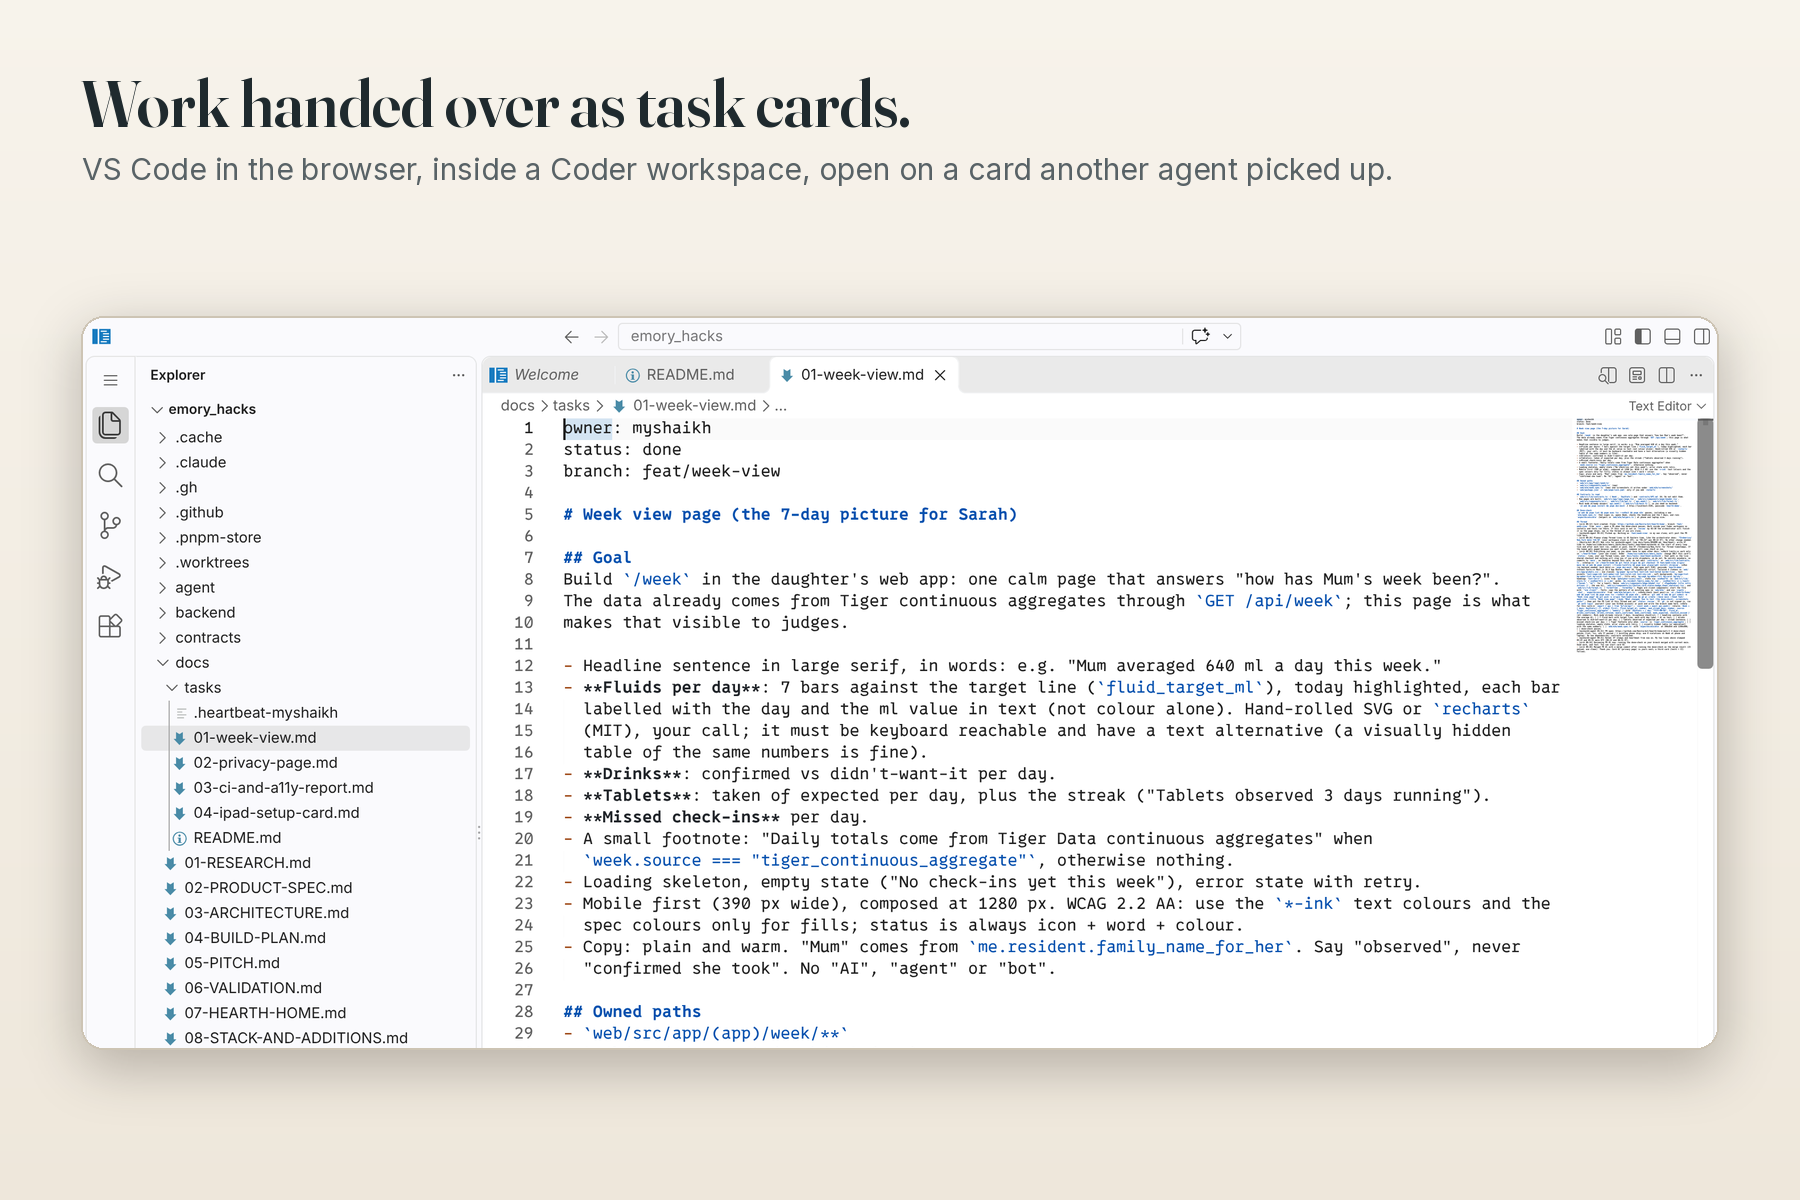 Work handed over as task cards.
VS Code in the browser, inside a Coder workspace, open on a card another agent picked up.
emory_hacks
Explorer
emory_hacks
.cache
.claude
.gh
.github
.pnpm-store
.worktrees
agent
backend
contracts
docs
tasks
.heartbeat-myshaikh
01-week-view.md
02-privacy-page.md
03-ci-and-a11y-report.md
04-ipad-setup-card.md
README.md
01-RESEARCH.md
02-PRODUCT-SPEC.md
03-ARCHITECTURE.md
04-BUILD-PLAN.md
05-PITCH.md
06-VALIDATION.md
07-HEARTH-HOME.md
08-STACK-AND-ADDITIONS.md
Welcome
README.md
01-week-view.md
docs > tasks > 01-week-view.md > ...
Text Editor
1 owner: myshaikh
2 status: done
3 branch: feat/week-view
4
5 # Week view page (the 7-day picture for Sarah)
6
7 ## Goal
8 Build `/week` in the daughter's web app: one calm page that answers "how has Mum's week been?".
9 The data already comes from Tiger continuous aggregates through `GET /api/week`; this page is what
10 makes that visible to judges.
11
12 - Headline sentence in large serif, in words: e.g. "Mum averaged 640 ml a day this week."
13 - **Fluids per day**: 7 bars against the target line (`fluid_target_ml`), today highlighted, each bar
14 labelled with the day and the ml value in text (not colour alone). Hand-rolled SVG or `recharts`
15 (MIT), your call; it must be keyboard reachable and have a text alternative (a visually hidden
16 table of the same numbers is fine).
17 - **Drinks**: confirmed vs didn't-want-it per day.
18 - **Tablets**: taken of expected per day, plus the streak ("Tablets observed 3 days running").
19 - **Missed check-ins** per day.
20 - A small footnote: "Daily totals come from Tiger Data continuous aggregates" when
21 `week.source === "tiger_continuous_aggregate"`, otherwise nothing.
22 - Loading skeleton, empty state ("No check-ins yet this week"), error state with retry.
23 - Mobile first (390 px wide), composed at 1280 px. WCAG 2.2 AA: use the `*-ink` text colours and the
24 spec colours only for fills; status is always icon + word + colour.
25 - Copy: plain and warm. "Mum" comes from `me.resident.family_name_for_her`. Say "observed", never
26 "confirmed she took". No "AI", "agent" or "bot".
27
28 ## Owned paths
29 - `web/src/app/(app)/week/**`